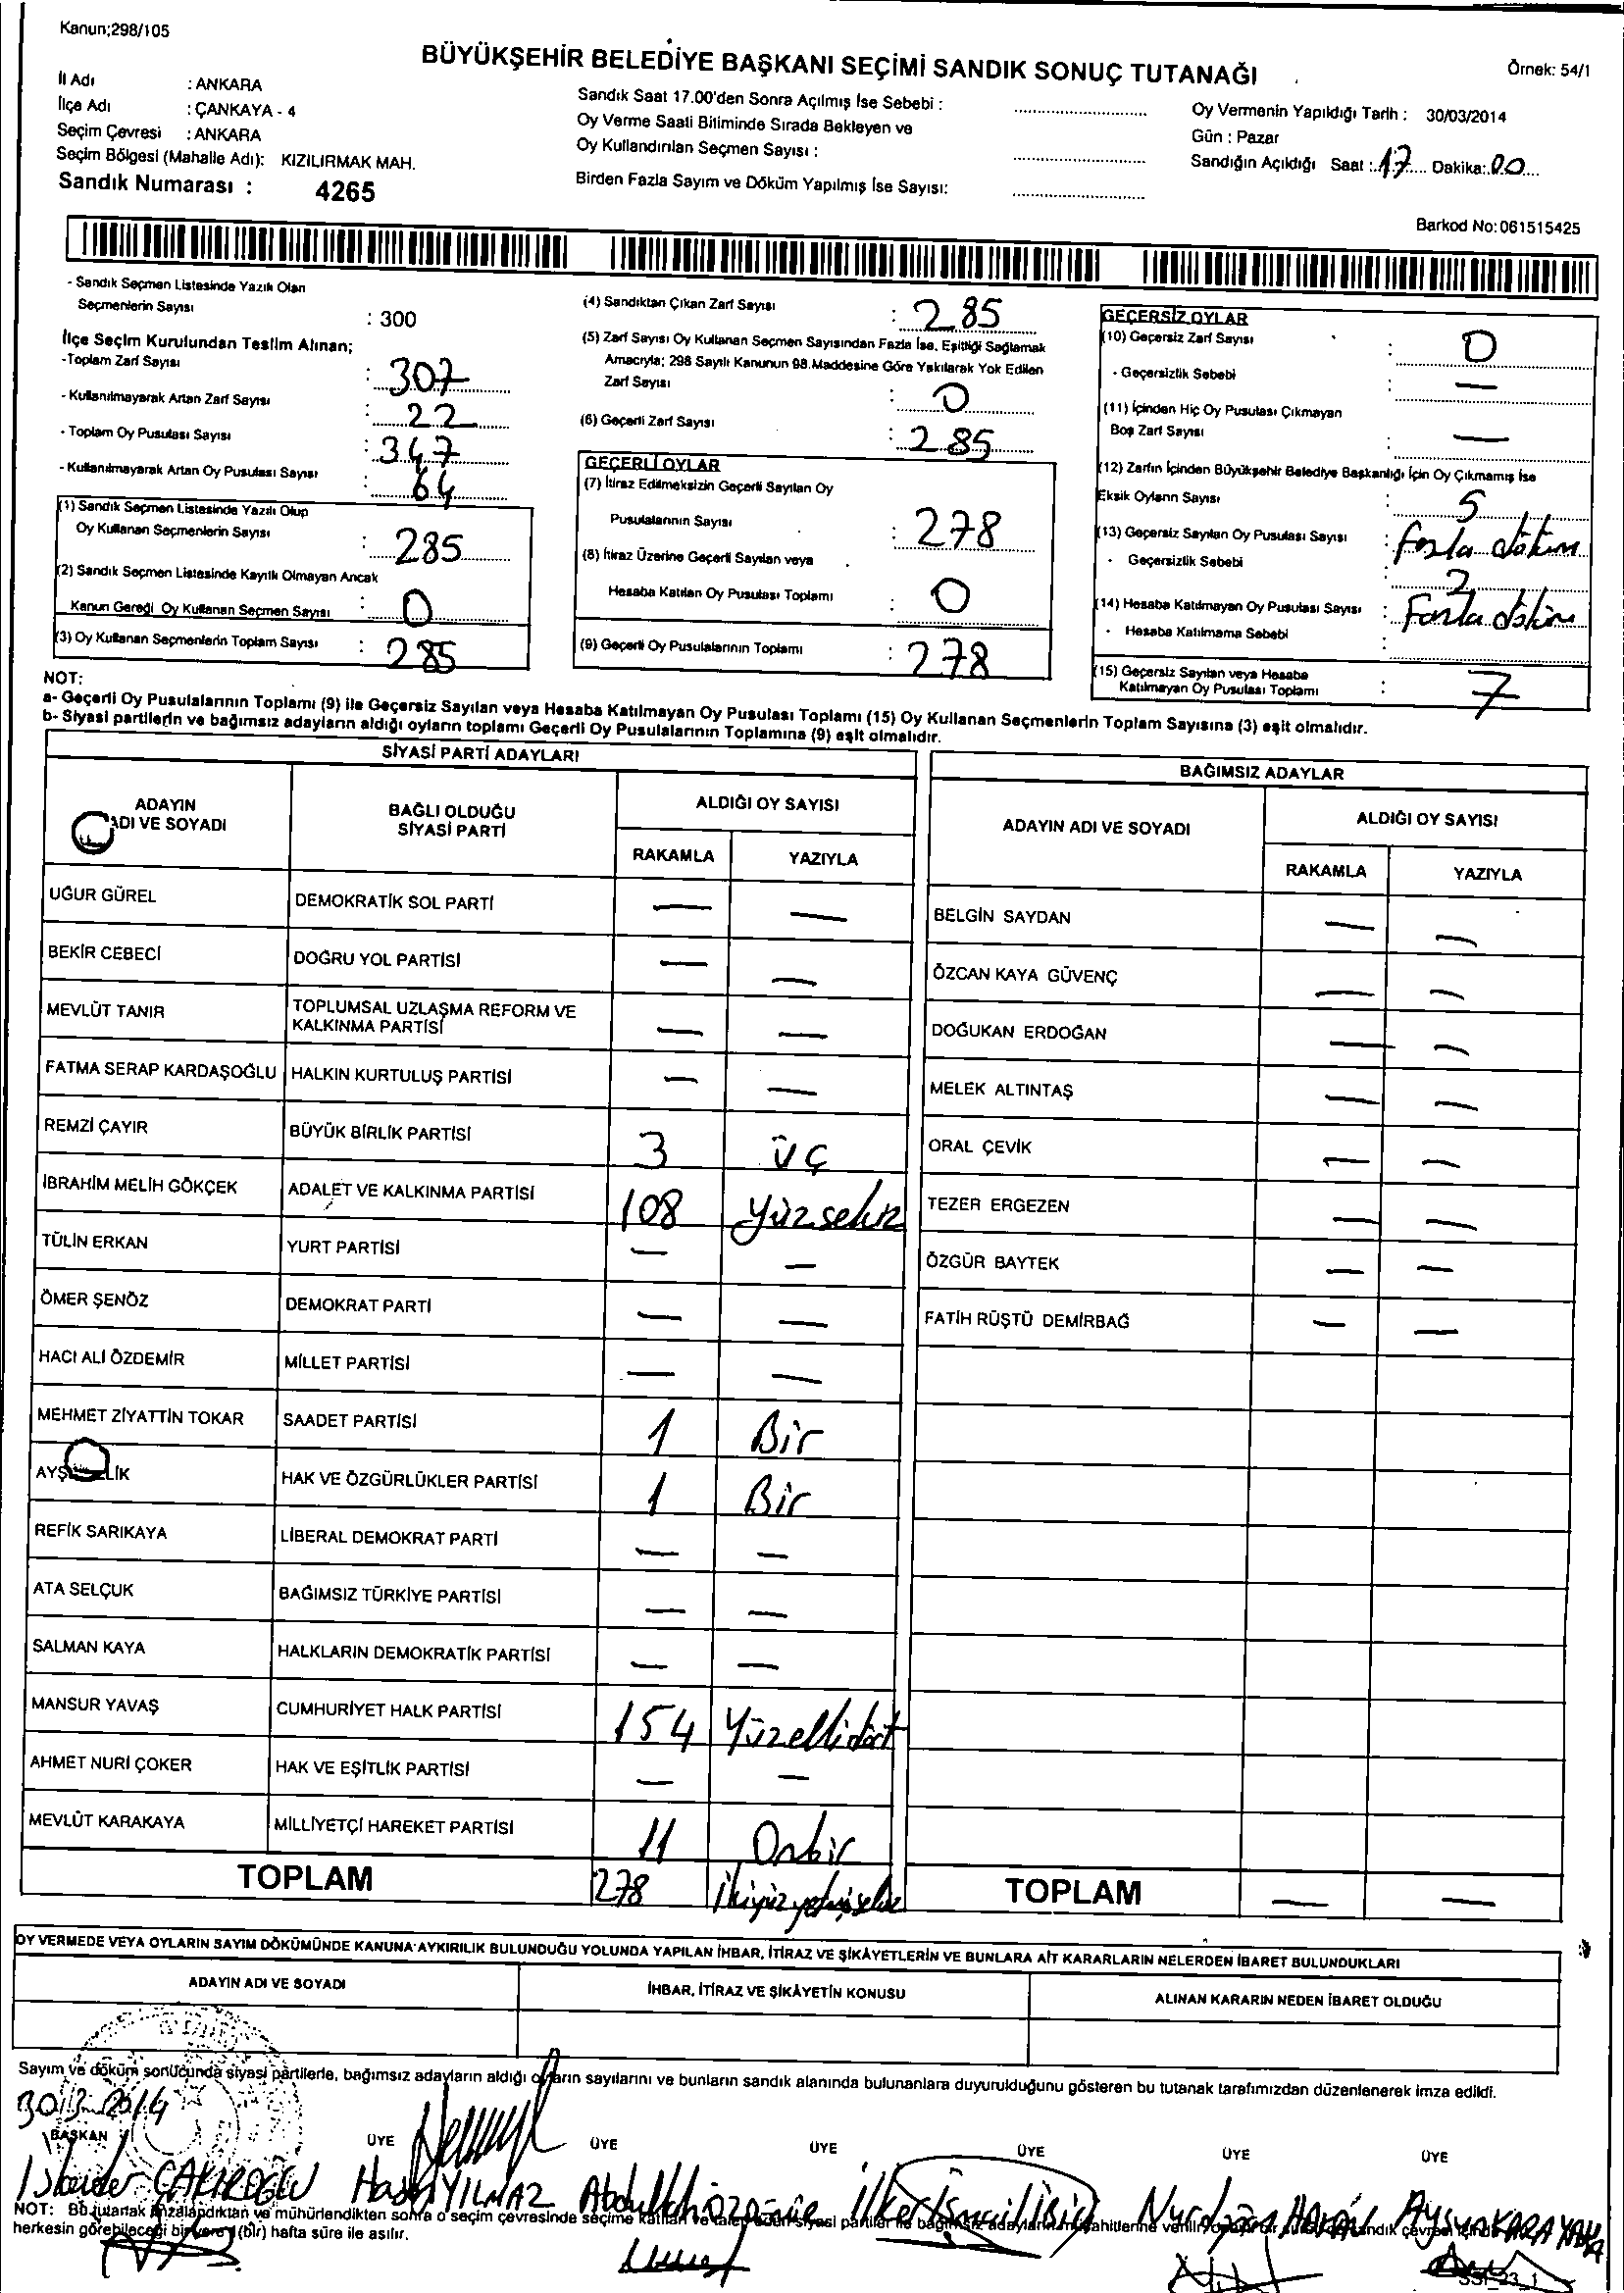 Kanun;298/105
BÜYÜKŞEHİR BELEDİYE BAŞKANI SEÇİMİ SANDIK SONUÇ TUTANAĞI
Örnek: 54/1
İl Adı : ANKARA
İlçe Adı : ÇANKAYA - 4
Seçim Çevresi : ANKARA
Seçim Bölgesi (Mahalle Adı): KIZILIRMAK MAH.
Sandık Numarası : 4265
Sandık Saat 17.00'den Sonra Açılmış İse Sebebi :
Oy Verme Saati Bitiminde Sırada Bekleyen ve
Oy Kullandırılan Seçmen Sayısı :
Birden Fazla Sayım ve Döküm Yapılmış İse Sayısı:
Oy Vermenin Yapıldığı Tarih : 30/03/2014
Gün : Pazar
Sandığın Açıldığı Saat : 17 Dakika: 00
Barkod No: 061515425
- Sandık Seçmen Listesinde Yazılı Olan
Seçmenlerin Sayısı : 300
İlçe Seçim Kurulundan Teslim Alınan;
-Toplam Zarf Sayısı : 307
- Kullanılmayarak Artan Zarf Sayısı : 22
- Toplam Oy Pusulası Sayısı : 347
- Kullanılmayarak Artan Oy Pusulası Sayısı : 64
(1) Sandık Seçmen Listesinde Yazılı Olup
Oy Kullanan Seçmenlerin Sayısı : 285
(2) Sandık Seçmen Listesinde Kayıtlı Olmayan Ancak
Kanun Gereği Oy Kullanan Seçmen Sayısı : 0
(3) Oy Kullanan Seçmenlerin Toplam Sayısı : 285
(4) Sandıktan Çıkan Zarf Sayısı : 285
(5) Zarf Sayısı Oy Kullanan Seçmen Sayısından Fazla İse, Eşitliği Sağlamak
Amacıyla; 298 Sayılı Kanunun 98.Maddesine Göre Yakılarak Yok Edilen
Zarf Sayısı : 0
(6) Geçerli Zarf Sayısı : 285
GEÇERLİ OYLAR
(7) İtiraz Edilmeksizin Geçerli Sayılan Oy
Pusulalarının Sayısı : 278
(8) İtiraz Üzerine Geçerli Sayılan veya
Hesaba Katılan Oy Pusulası Toplamı : 0
(9) Geçerli Oy Pusulalarının Toplamı : 278
GEÇERSİZ OYLAR
(10) Geçersiz Zarf Sayısı : 0
- Geçersizlik Sebebi : —
(11) İçinden Hiç Oy Pusulası Çıkmayan
Boş Zarf Sayısı : —
(12) Zarfın İçinden Büyükşehir Belediye Başkanlığı İçin Oy Çıkmamış İse
Eksik Oyların Sayısı : 5
(13) Geçersiz Sayılan Oy Pusulası Sayısı : fazla döküm
- Geçersizlik Sebebi : 2
(14) Hesaba Katılmayan Oy Pusulası Sayısı : Fazla döküm
- Hesaba Katılmama Sebebi :
(15) Geçersiz Sayılan veya Hesaba
Katılmayan Oy Pusulası Toplamı : 7
NOT:
a- Geçerli Oy Pusulalarının Toplamı (9) ile Geçersiz Sayılan veya Hesaba Katılmayan Oy Pusulası Toplamı (15) Oy Kullanan Seçmenlerin Toplam Sayısına (3) eşit olmalıdır.
b- Siyasi partilerin ve bağımsız adayların aldığı oyların toplamı Geçerli Oy Pusulalarının Toplamına (9) eşit olmalıdır.
SİYASİ PARTİ ADAYLARI
ADAYIN ADI VE SOYADI
BAĞLI OLDUĞU SİYASİ PARTİ
ALDIĞI OY SAYISI
RAKAMLA YAZIYLA
UĞUR GÜREL DEMOKRATİK SOL PARTİ — —
BEKİR CEBECİ DOĞRU YOL PARTİSİ — —
MEVLÜT TANIR TOPLUMSAL UZLAŞMA REFORM VE KALKINMA PARTİSİ — —
FATMA SERAP KARDAŞOĞLU HALKIN KURTULUŞ PARTİSİ — —
REMZİ ÇAYIR BÜYÜK BİRLİK PARTİSİ 3 ÜÇ
İBRAHİM MELİH GÖKÇEK ADALET VE KALKINMA PARTİSİ 108 Yüzsekiz
TÜLİN ERKAN YURT PARTİSİ — —
ÖMER ŞENÖZ DEMOKRAT PARTİ — —
HACI ALİ ÖZDEMİR MİLLET PARTİSİ — —
MEHMET ZİYATTİN TOKAR SAADET PARTİSİ 1 Bir
HAK VE ÖZGÜRLÜKLER PARTİSİ 1 Bir
REFİK SARIKAYA LİBERAL DEMOKRAT PARTİ — —
ATA SELÇUK BAĞIMSIZ TÜRKİYE PARTİSİ — —
SALMAN KAYA HALKLARIN DEMOKRATİK PARTİSİ — —
MANSUR YAVAŞ CUMHURİYET HALK PARTİSİ 154 Yüzellidört
AHMET NURİ ÇOKER HAK VE EŞİTLİK PARTİSİ — —
MEVLÜT KARAKAYA MİLLİYETÇİ HAREKET PARTİSİ 11 Onbir
TOPLAM 278 İkiyüzyetmişsekiz
BAĞIMSIZ ADAYLAR
ADAYIN ADI VE SOYADI
ALDIĞI OY SAYISI
RAKAMLA YAZIYLA
BELGİN SAYDAN — —
ÖZCAN KAYA GÜVENÇ — —
DOĞUKAN ERDOĞAN — —
MELEK ALTINTAŞ — —
ORAL ÇEVİK — —
TEZER ERGEZEN — —
ÖZGÜR BAYTEK — —
FATİH RÜŞTÜ DEMİRBAĞ — —
TOPLAM — —
OY VERMEDE VEYA OYLARIN SAYIM DÖKÜMÜNDE KANUNA AYKIRILIK BULUNDUĞU YOLUNDA YAPILAN İHBAR, İTİRAZ VE ŞİKÂYETLERİN VE BUNLARA AİT KARARLARIN NELERDEN İBARET BULUNDUKLARI
ADAYIN ADI VE SOYADI
İHBAR, İTİRAZ VE ŞİKÂYETİN KONUSU
ALINAN KARARIN NEDEN İBARET OLDUĞU
Sayım ve döküm sonucunda siyasi partilerle, bağımsız adayların aldığı oyların sayılarını ve bunların sandık alanında bulunanlara duyurulduğunu gösteren bu tutanak tarafımızdan düzenlenerek imza edildi.
30/3-2014
BAŞKAN ÜYE ÜYE ÜYE ÜYE ÜYE ÜYE
ÇAKIROĞLU Hasan YILMAZ İlker İsmail Aysun KARAYAKA
NOT: Bu tutanak imzalandıktan ve mühürlendikten sonra o seçim çevresinde seçime katılan ve talep eden siyasi partiler ile bağımsız adayların müşahitlerine verilir,
herkesin görebileceği bir yere 1(bir) hafta süre ile asılır.